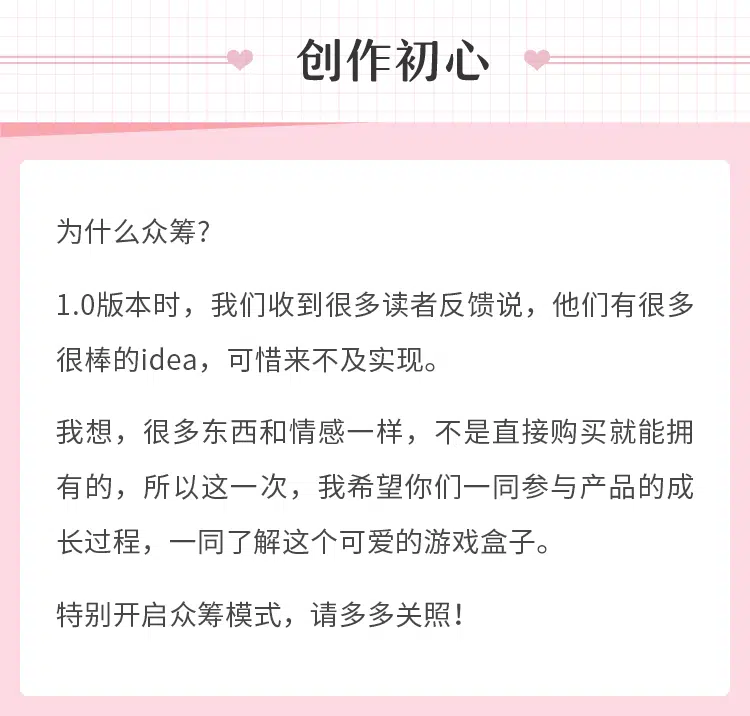 创作初心
为什么众筹?
1.0版本时，我们收到很多读者反馈说，他们有很多
很棒的idea，可惜来不及实现。
我想，很多东西和情感一样，不是直接购买就能拥
有的，所以这一次，我希望你们一同参与产品的成
长过程，一同了解这个可爱的游戏盒子。
特别开启众筹模式，请多多关照！